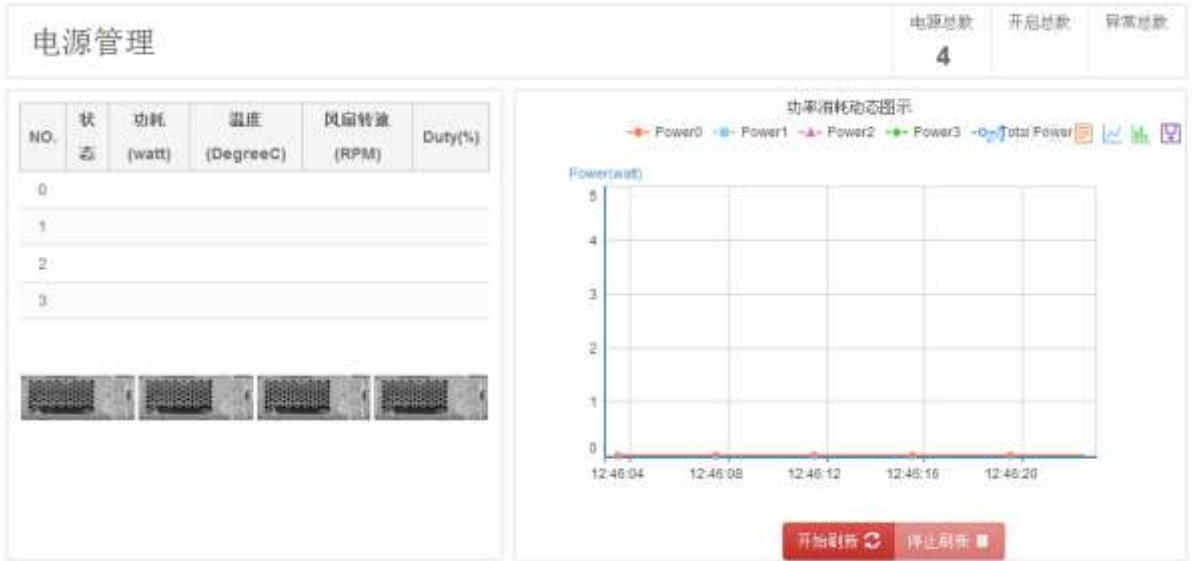 电源管理
电源总数
4
开启总数
异常总数
NO.
状态
功耗
(watt)
温度
(DegreeC)
风扇转速
(RPM)
Duty(%)
0
1
2
3
功率消耗动态图示
Power0 Power1 Power2 Power3 Total Power
Power(watt)
5
4
3
2
1
0
12:46:04 12:46:08 12:46:12 12:46:16 12:46:20
开始刷新 停止刷新